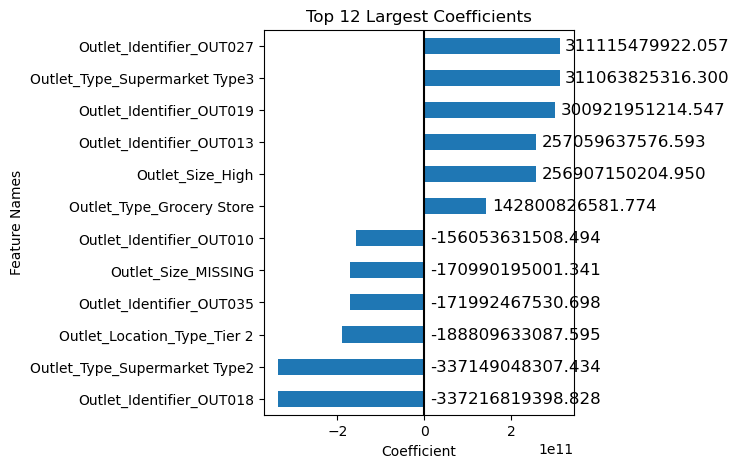 Top 12 Largest Coefficients
Feature Names
Outlet_Identifier_OUT027 311115479922.057
Outlet_Type_Supermarket Type3 311063825316.300
Outlet_Identifier_OUT019 300921951214.547
Outlet_Identifier_OUT013 257059637576.593
Outlet_Size_High 256907150204.950
Outlet_Type_Grocery Store 142800826581.774
Outlet_Identifier_OUT010 -156053631508.494
Outlet_Size_MISSING -170990195001.341
Outlet_Identifier_OUT035 -171992467530.698
Outlet_Location_Type_Tier 2 -188809633087.595
Outlet_Type_Supermarket Type2 -337149048307.434
Outlet_Identifier_OUT018 -337216819398.828
−2 0 2
1e11
Coefficient